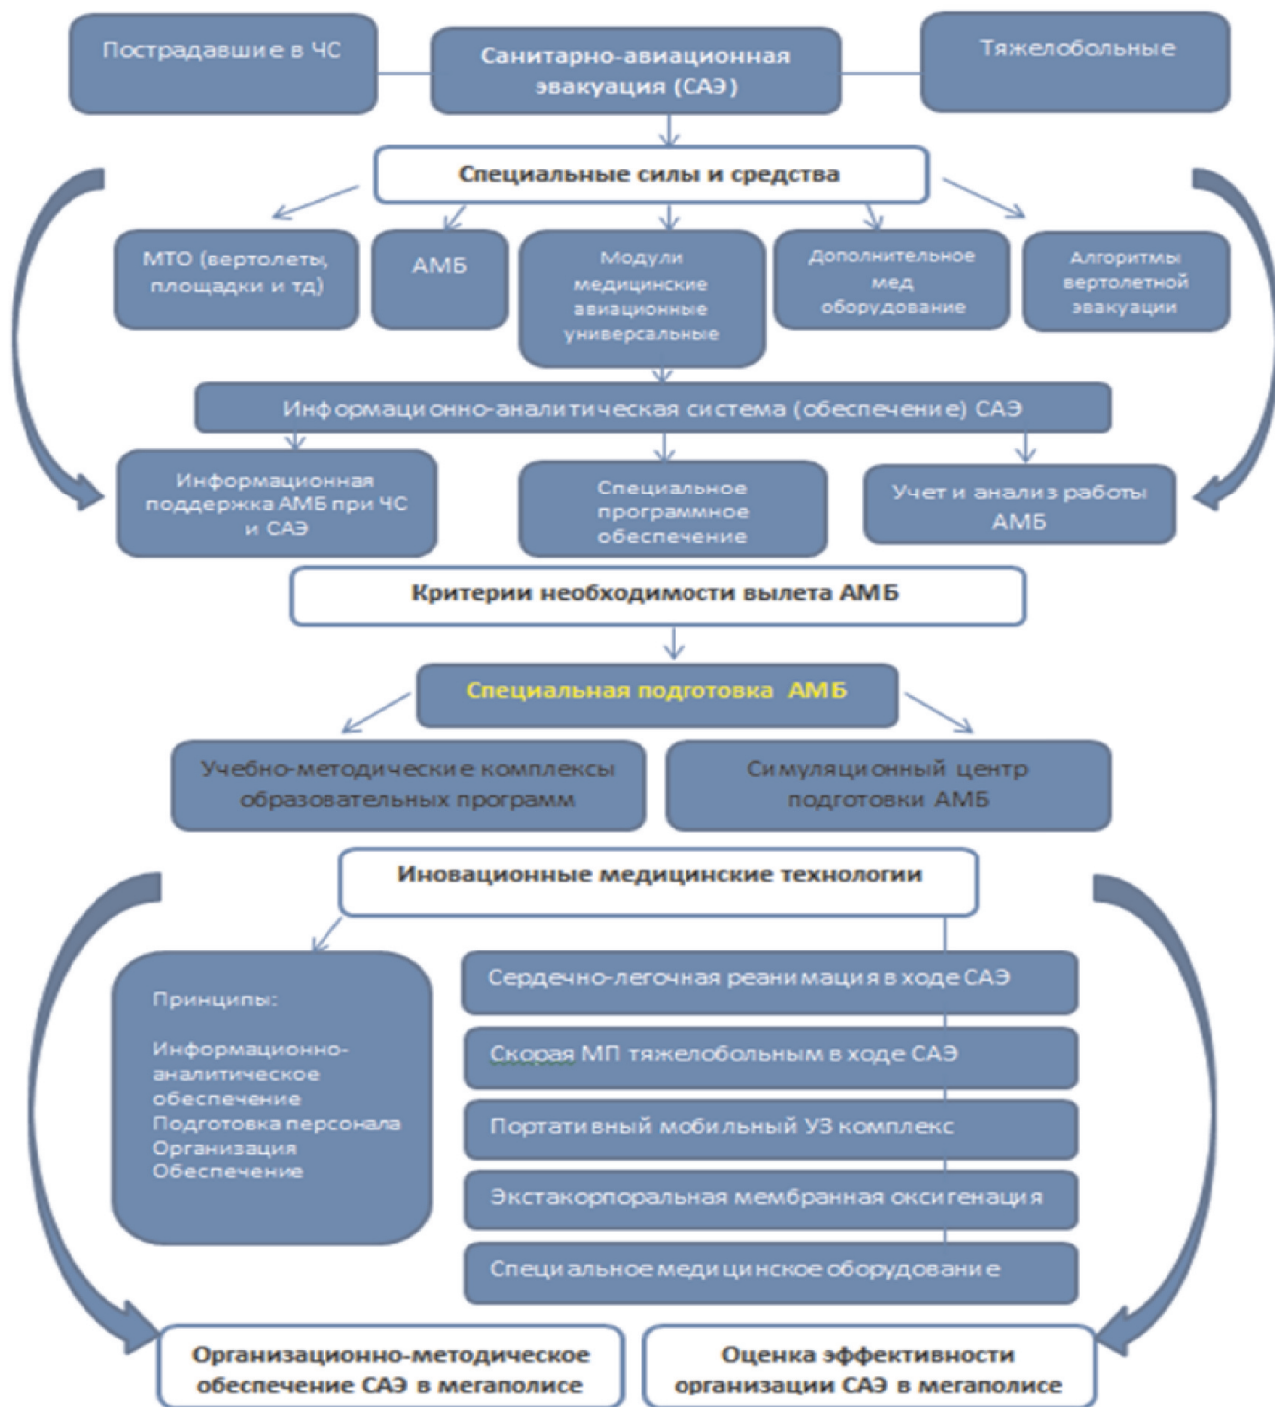 Пострадавшие в ЧС
Санитарно-авиационная
эвакуация (САЭ)
Тяжелобольные
Специальные силы и средства
МТО (вертолеты,
площадки и тд)
АМБ
Модули
медицинские
авиационные
универсальные
Дополнительное
мед
оборудование
Алгоритмы
вертолетной
эвакуации
Информационно-аналитическая система (обеспечение) САЭ
Информационная
поддержка АМБ при ЧС
и САЭ
Специальное
программное
обеспечение
Учет и анализ работы
АМБ
Критерии необходимости вылета АМБ
Специальная подготовка АМБ
Учебно-методические комплексы
образовательных программ
Симуляционный центр
подготовки АМБ
Иновационные медицинские технологии
Принципы:
Информационно-
аналитическое
обеспечение
Подготовка персонала
Организация
Обеспечение
Сердечно-легочная реанимация в ходе САЭ
Скорая МП тяжелобольным в ходе САЭ
Портативный мобильный УЗ комплекс
Экстакорпоральная мембранная оксигенация
Специальное медицинское оборудование
Организационно-методическое
обеспечение САЭ в мегаполисе
Оценка эффективности
организации САЭ в мегаполисе